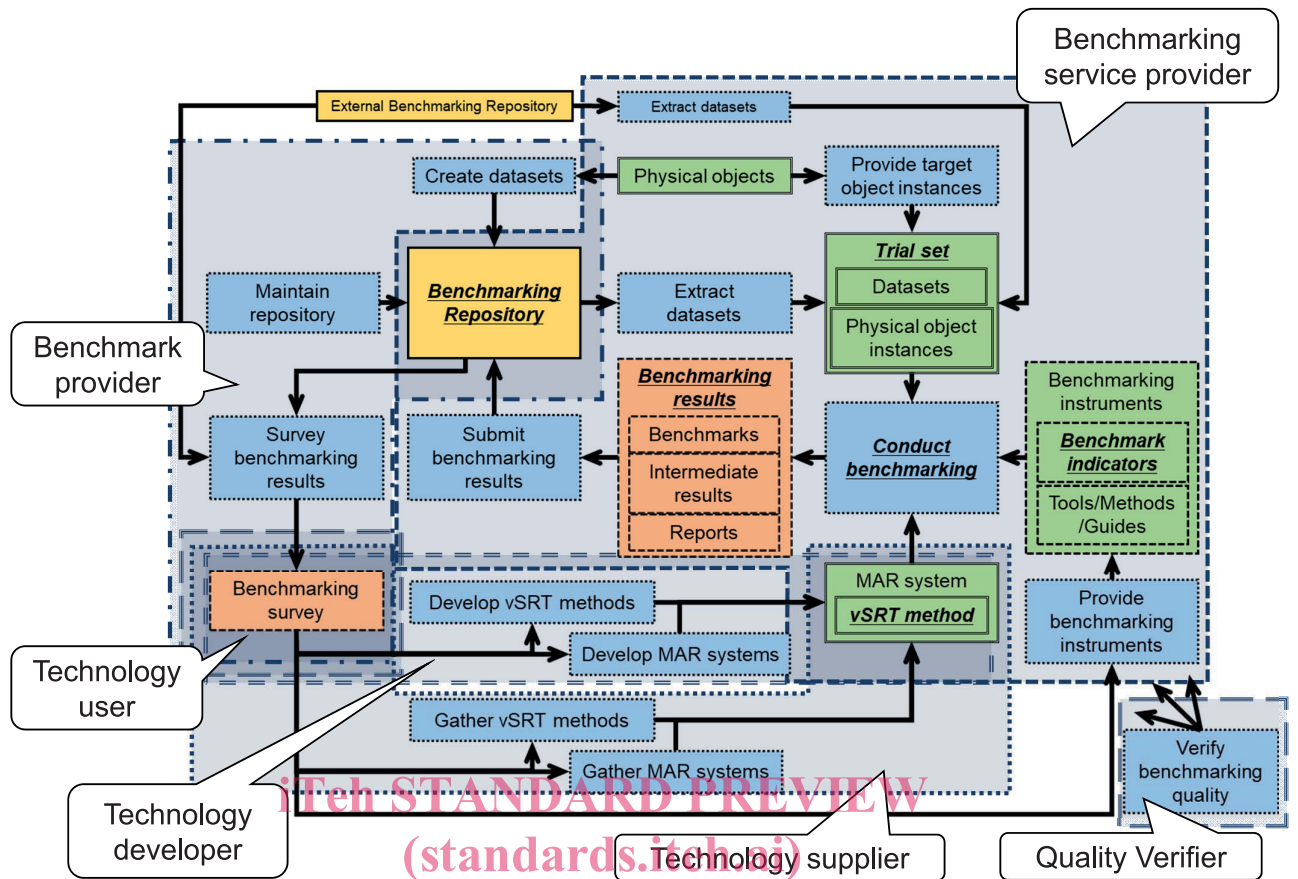 Benchmarking
service provider
External Benchmarking Repository
Extract datasets
Create datasets
Physical objects
Provide target
object instances
Trial set
Datasets
Physical object
instances
Maintain
repository
Benchmarking
Repository
Extract
datasets
Benchmark
provider
Survey
benchmarking
results
Submit
benchmarking
results
Benchmarking
results
Benchmarks
Intermediate
results
Reports
Conduct
benchmarking
Benchmarking
instruments
Benchmark
indicators
Tools/Methods
/Guides
Benchmarking
survey
Develop vSRT methods
Develop MAR systems
MAR system
vSRT method
Provide
benchmarking
instruments
Technology
user
Gather vSRT methods
Gather MAR systems
Verify
benchmarking
quality
Technology
developer
iTeh STANDARD PREVIEW
(standards.iteh.ai)
Technology supplier
Quality Verifier